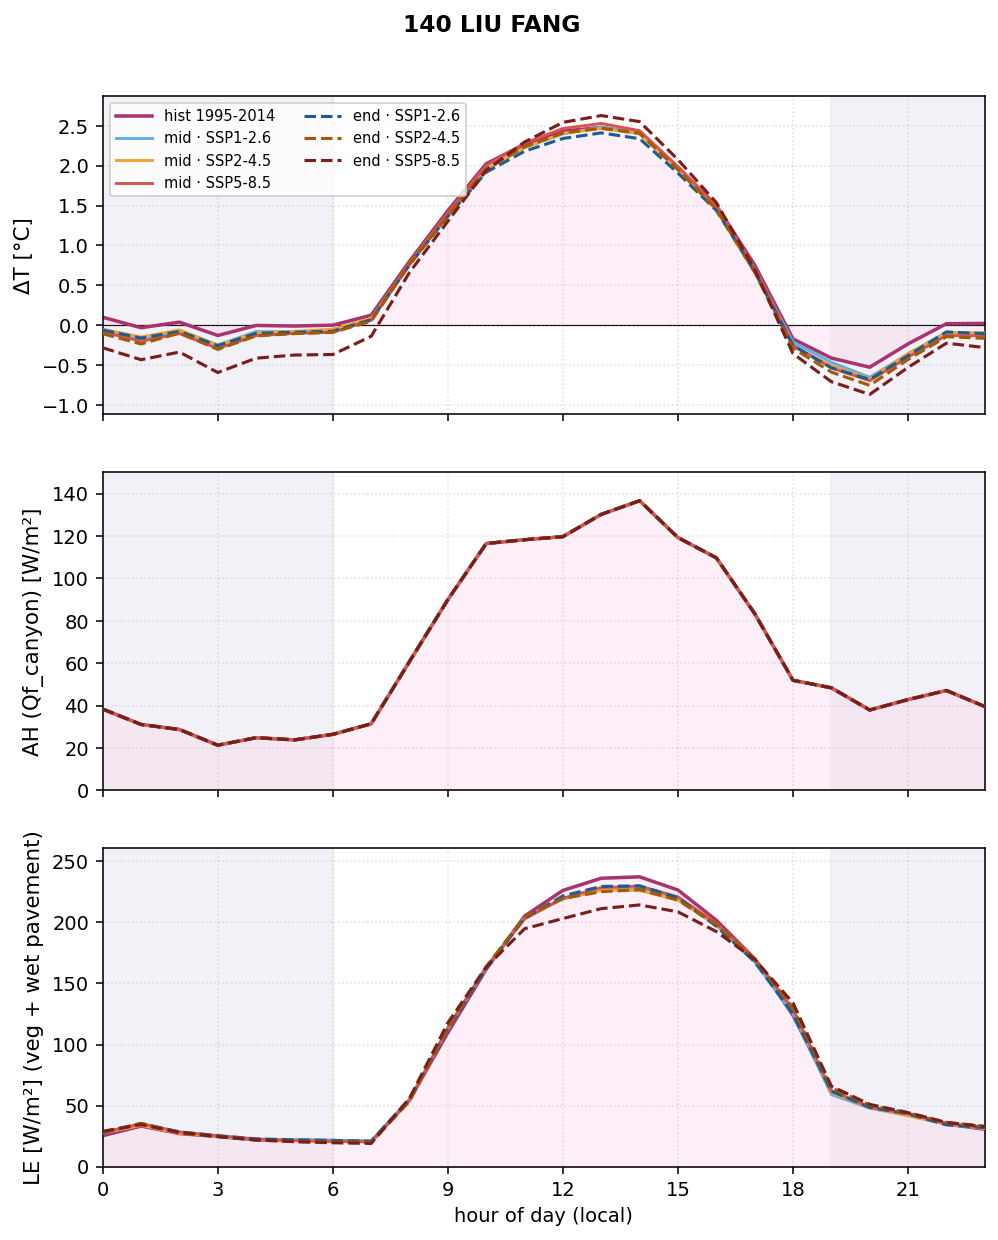 140 LIU FANG
hist 1995-2014
mid · SSP1-2.6
mid · SSP2-4.5
mid · SSP5-8.5
end · SSP1-2.6
end · SSP2-4.5
end · SSP5-8.5
ΔT [°C]
2.5
2.0
1.5
1.0
0.5
0.0
−0.5
−1.0
AH (Qf_canyon) [W/m²]
140
120
100
80
60
40
20
0
LE [W/m²] (veg + wet pavement)
250
200
150
100
50
0
0 3 6 9 12 15 18 21
hour of day (local)